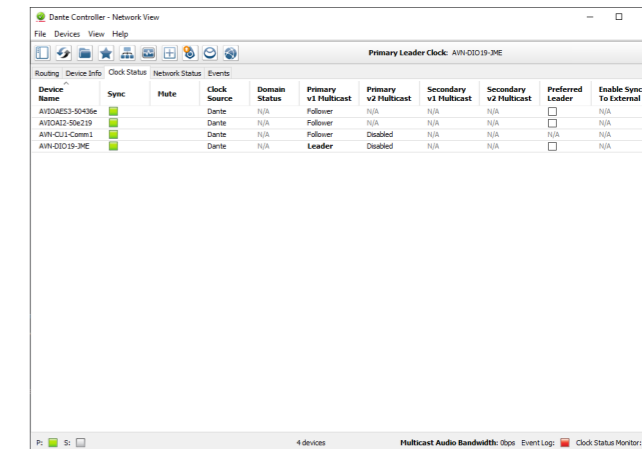 Dante Controller - Network View
File Devices View Help
Primary Leader Clock: AVN-DIO19-JME
Routing Device Info Clock Status Network Status Events
Device Name Sync Mute Clock Source Domain Status Primary v1 Multicast Primary v2 Multicast Secondary v1 Multicast Secondary v2 Multicast Preferred Leader Enable Sync To External
AVIOAES3-50436e Dante N/A Follower N/A N/A N/A N/A
AVIOAI2-50e219 Dante N/A Follower N/A N/A N/A N/A
AVN-CU1-Comm1 Dante N/A Follower Disabled N/A N/A N/A N/A
AVN-DIO19-JME Dante N/A Leader Disabled N/A N/A N/A
P: S: 4 devices Multicast Audio Bandwidth: 0bps Event Log: Clock Status Monitor: